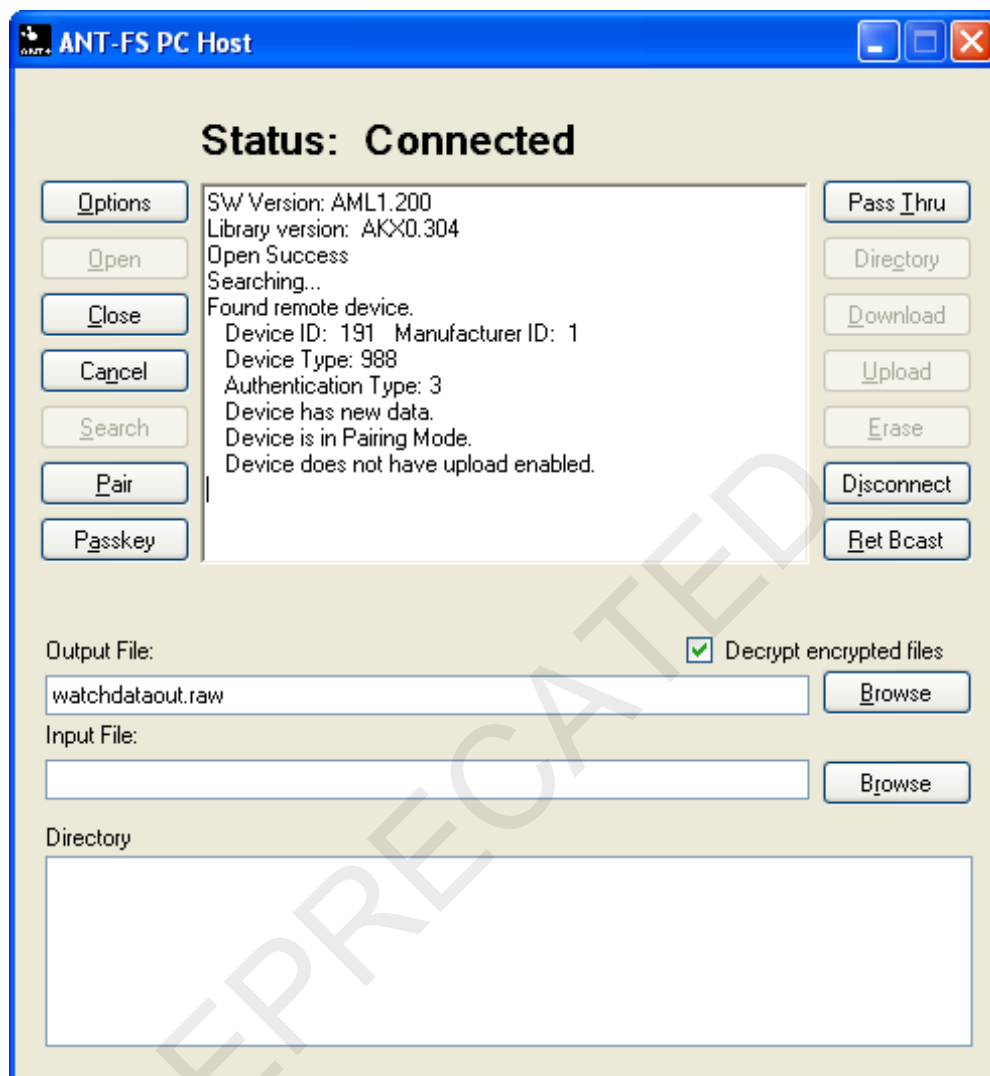 ANT-FS PC Host
Status: Connected
Options
Open
Close
Cancel
Search
Pair
Passkey
SW Version: AML1.200
Library version: AKX0.304
Open Success
Searching...
Found remote device.
Device ID: 191 Manufacturer ID: 1
Device Type: 988
Authentication Type: 3
Device has new data.
Device is in Pairing Mode.
Device does not have upload enabled.
Pass Thru
Directory
Download
Upload
Erase
Disconnect
Ret Bcast
Output File:
Decrypt encrypted files
watchdataout.raw
Browse
Input File:
Browse
Directory
EPRECATED